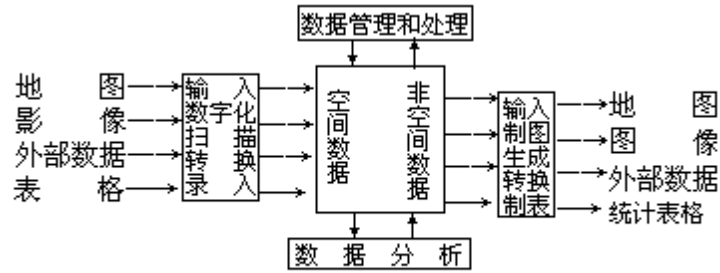 数据管理和处理
地 图
影 像
外部数据
表 格
输 入
数字化
扫 描
转 换
录 入
空间数据
非空间数据
输入
制图
生成
转换
制表
地 图
图 像
外部数据
统计表格
数 据 分 析